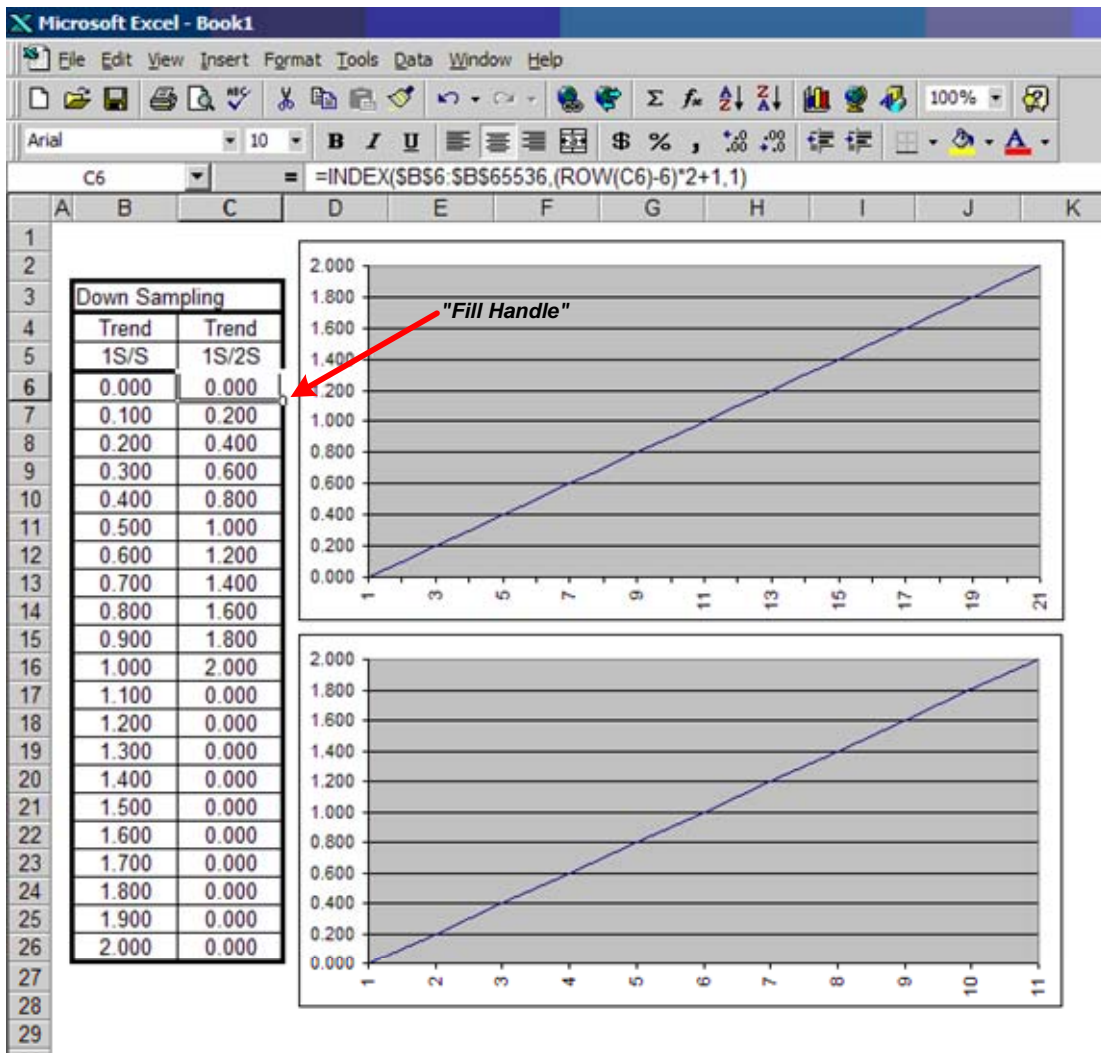 Microsoft Excel - Book1
File Edit View Insert Format Tools Data Window Help
100%
Arial 10 B I U $ % ,
C6 = =INDEX($B$6:$B$65536,(ROW(C6)-6)*2+1,1)
A B C D E F G H I J K
1
2
3 Down Sampling
4 Trend Trend
5 1S/S 1S/2S
6 0.000 0.000
7 0.100 0.200
8 0.200 0.400
9 0.300 0.600
10 0.400 0.800
11 0.500 1.000
12 0.600 1.200
13 0.700 1.400
14 0.800 1.600
15 0.900 1.800
16 1.000 2.000
17 1.100 0.000
18 1.200 0.000
19 1.300 0.000
20 1.400 0.000
21 1.500 0.000
22 1.600 0.000
23 1.700 0.000
24 1.800 0.000
25 1.900 0.000
26 2.000 0.000
27
28
29
"Fill Handle"
2.000
1.800
1.600
1.400
1.200
1.000
0.800
0.600
0.400
0.200
0.000
1 3 5 7 9 11 13 15 17 19 21
2.000
1.800
1.600
1.400
1.200
1.000
0.800
0.600
0.400
0.200
0.000
1 2 3 4 5 6 7 8 9 10 11